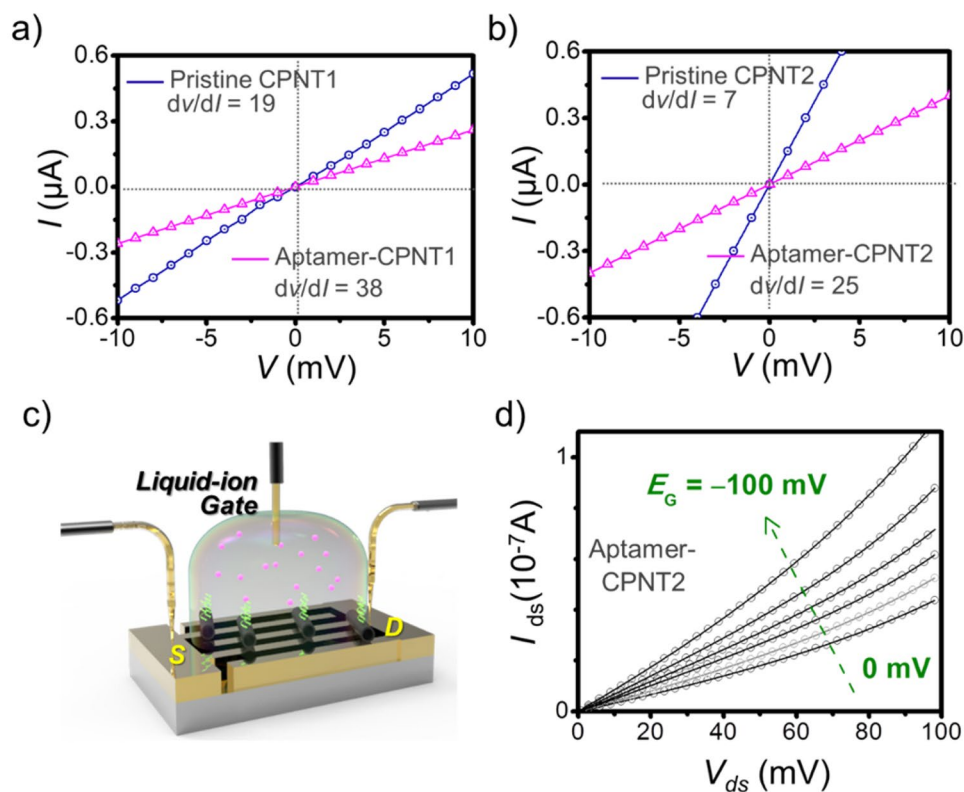 a)
0.6
0.3
0.0
-0.3
-0.6
I (µA)
Pristine CPNT1
dv/dI = 19
Aptamer-CPNT1
dv/dI = 38
-10
-5
0
5
10
V (mV)
b)
0.6
0.3
0.0
-0.3
-0.6
I (µA)
Pristine CPNT2
dv/dI = 7
Aptamer-CPNT2
dv/dI = 25
-10
-5
0
5
10
V (mV)
c)
Liquid-ion
Gate
S
D
d)
1
0
I ds (10⁻⁷A)
E G = –100 mV
Aptamer-
CPNT2
0 mV
0
20
40
60
80
100
V ds (mV)